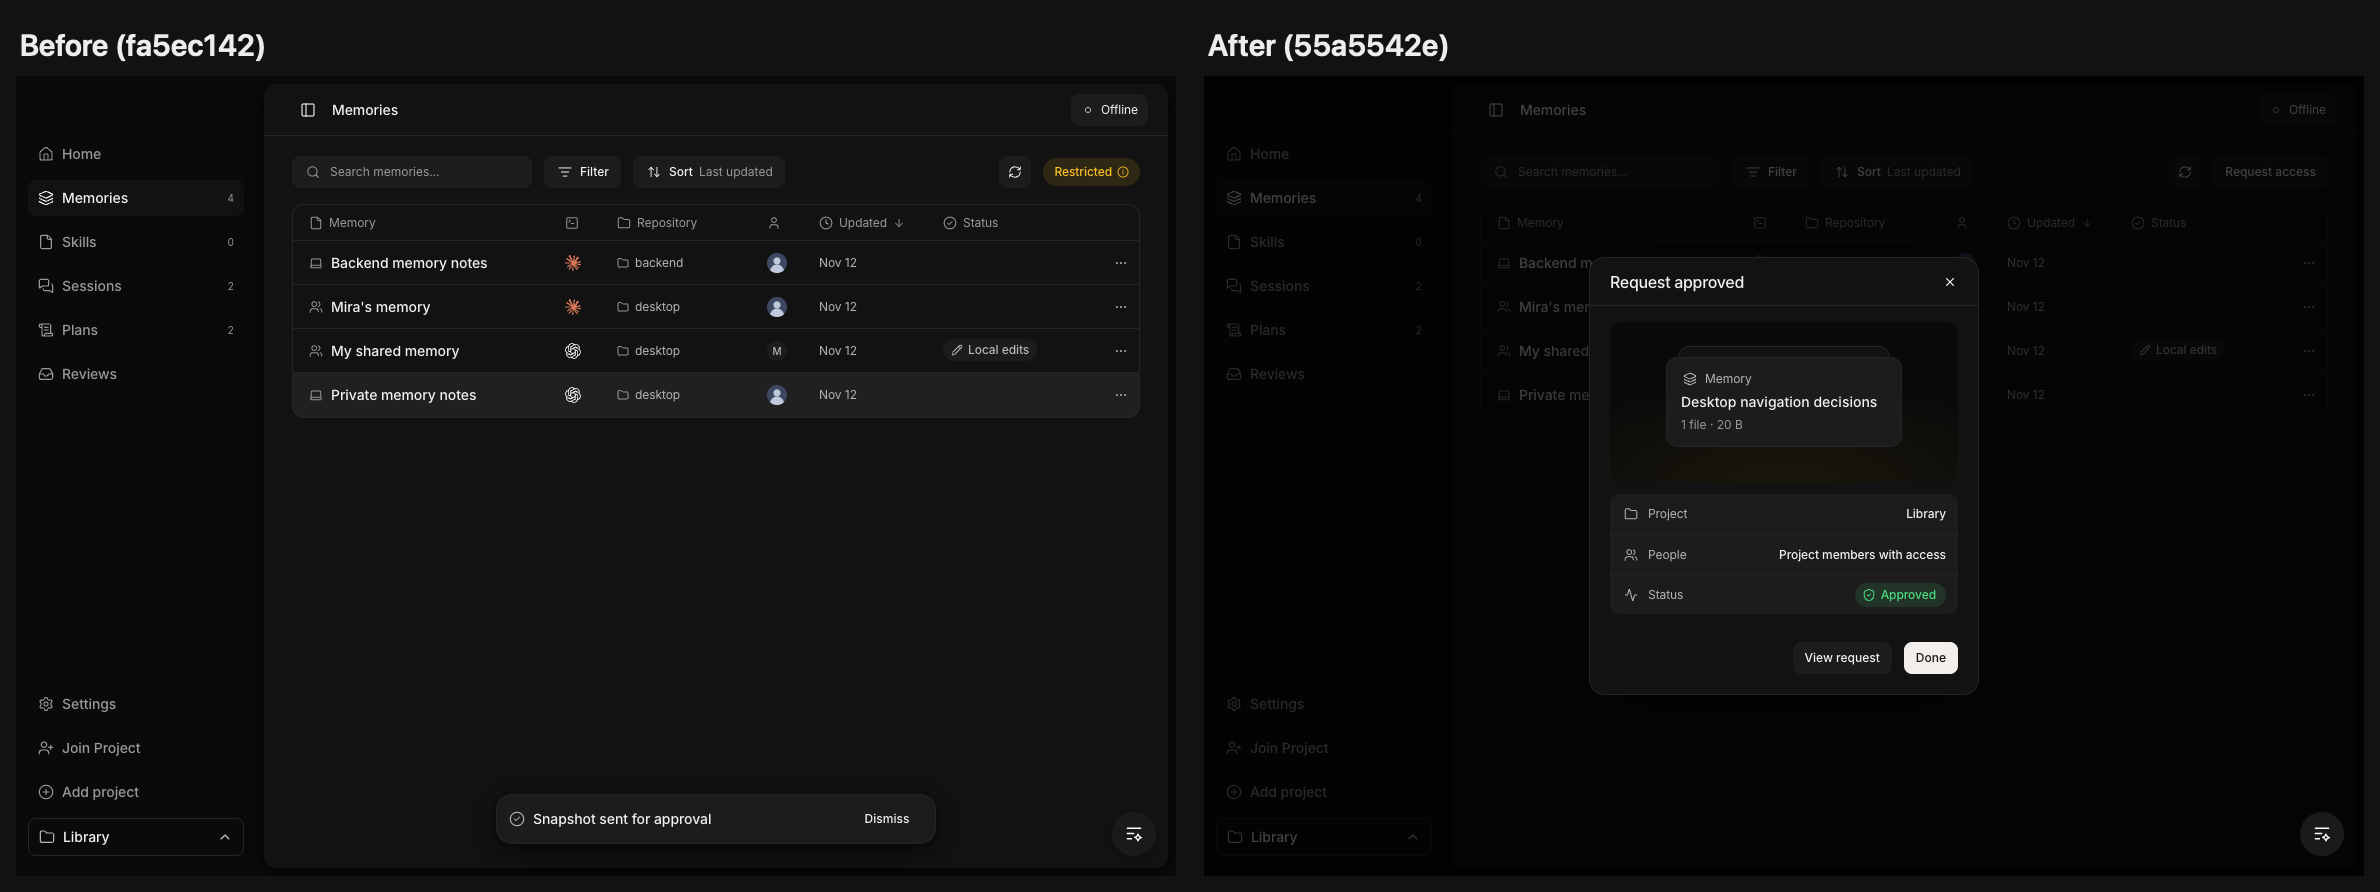 Before (fa5ec142)
Memories
Offline
Home
Memories 4
Skills 0
Sessions 2
Plans 2
Reviews
Search memories...
Filter
Sort Last updated
Restricted
Memory Repository Updated Status
Backend memory notes backend Nov 12
Mira's memory desktop Nov 12
My shared memory desktop M Nov 12 Local edits
Private memory notes desktop Nov 12
Settings
Join Project
Add project
Library
Snapshot sent for approval Dismiss
After (55a5542e)
Memories
Offline
Home
Memories 4
Skills 0
Sessions 2
Plans 2
Reviews
Search memories...
Filter
Sort Last updated
Request access
Memory Repository Updated Status
Backend m Nov 12
Mira's mem Nov 12
My shared Nov 12 Local edits
Private me Nov 12
Request approved
Memory
Desktop navigation decisions
1 file · 20 B
Project Library
People Project members with access
Status Approved
View request Done
Settings
Join Project
Add project
Library